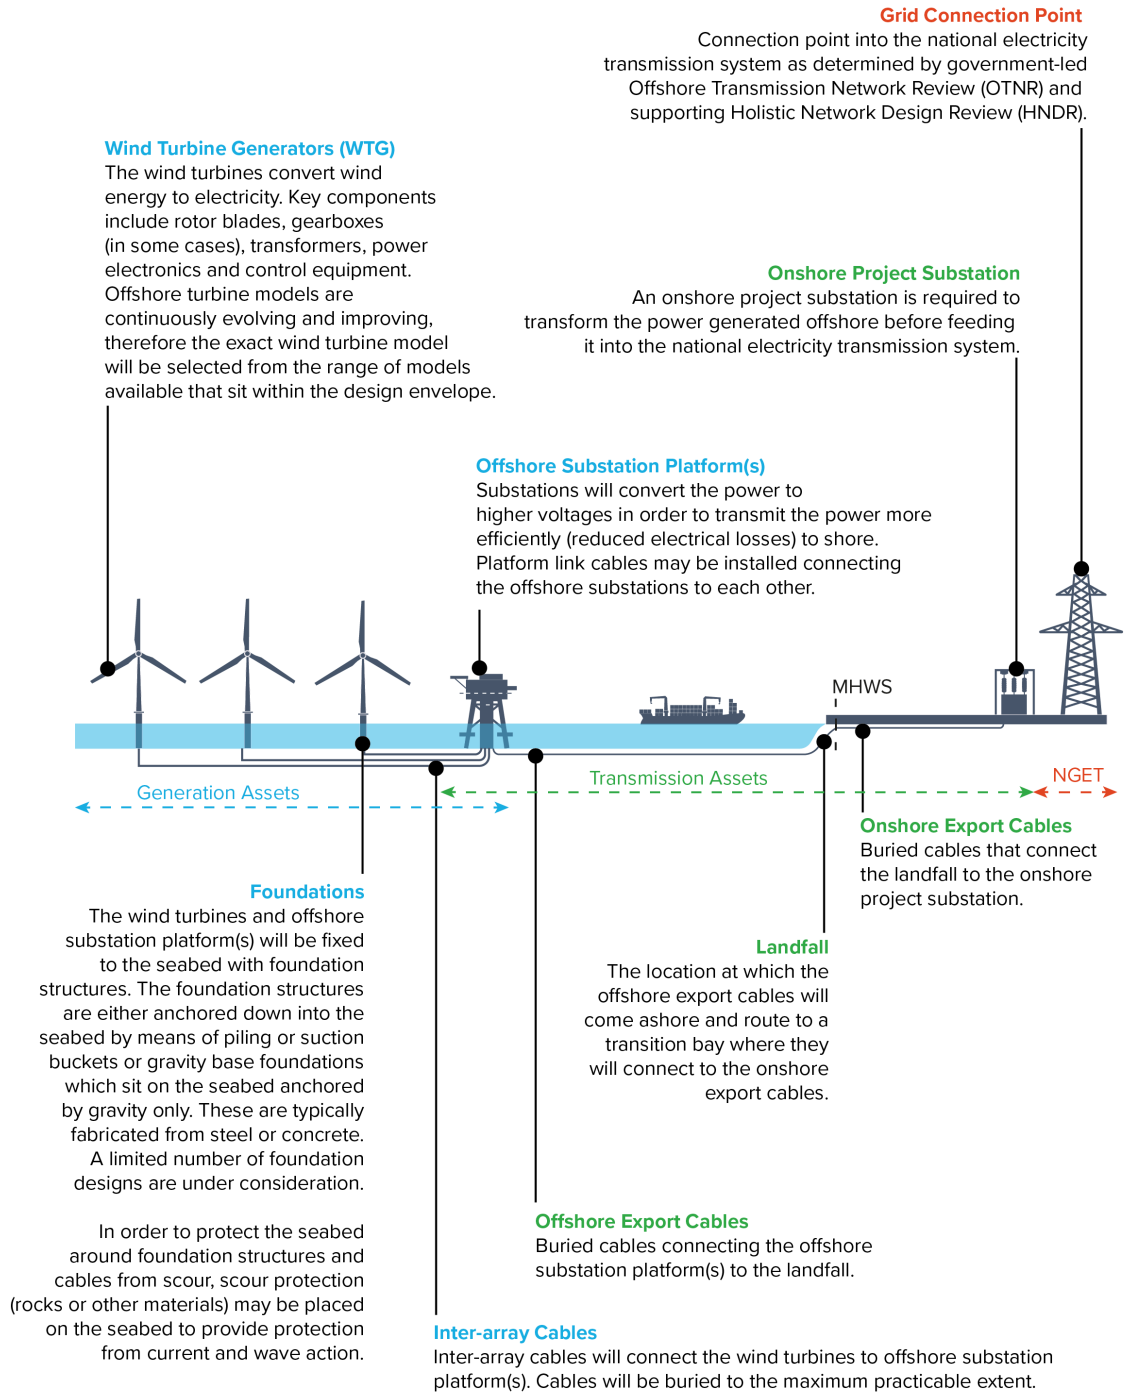 Grid Connection Point
Connection point into the national electricity
transmission system as determined by government-led
Offshore Transmission Network Review (OTNR) and
supporting Holistic Network Design Review (HNDR).
Wind Turbine Generators (WTG)
The wind turbines convert wind
energy to electricity. Key components
include rotor blades, gearboxes
(in some cases), transformers, power
electronics and control equipment.
Offshore turbine models are
continuously evolving and improving,
therefore the exact wind turbine model
will be selected from the range of models
available that sit within the design envelope.
Onshore Project Substation
An onshore project substation is required to
transform the power generated offshore before feeding
it into the national electricity transmission system.
Offshore Substation Platform(s)
Substations will convert the power to
higher voltages in order to transmit the power more
efficiently (reduced electrical losses) to shore.
Platform link cables may be installed connecting
the offshore substations to each other.
MHWS
Generation Assets
Transmission Assets
NGET
Onshore Export Cables
Buried cables that connect
the landfall to the onshore
project substation.
Foundations
The wind turbines and offshore
substation platform(s) will be fixed
to the seabed with foundation
structures. The foundation structures
are either anchored down into the
seabed by means of piling or suction
buckets or gravity base foundations
which sit on the seabed anchored
by gravity only. These are typically
fabricated from steel or concrete.
A limited number of foundation
designs are under consideration.
In order to protect the seabed
around foundation structures and
cables from scour, scour protection
(rocks or other materials) may be placed
on the seabed to provide protection
from current and wave action.
Landfall
The location at which the
offshore export cables will
come ashore and route to a
transition bay where they
will connect to the onshore
export cables.
Offshore Export Cables
Buried cables connecting the offshore
substation platform(s) to the landfall.
Inter-array Cables
Inter-array cables will connect the wind turbines to offshore substation
platform(s). Cables will be buried to the maximum practicable extent.